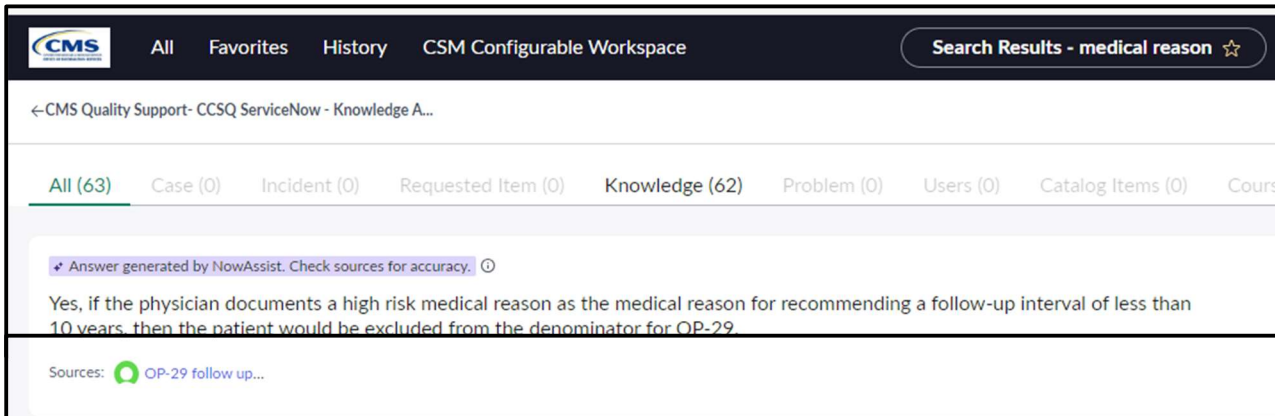 CMS
All Favorites History CSM Configurable Workspace Search Results - medical reason
←CMS Quality Support- CCSQ ServiceNow - Knowledge A...
All (63) Case (0) Incident (0) Requested Item (0) Knowledge (62) Problem (0) Users (0) Catalog Items (0) Cours
Answer generated by NowAssist. Check sources for accuracy.
Yes, if the physician documents a high risk medical reason as the medical reason for recommending a follow-up interval of less than
10 years, then the patient would be excluded from the denominator for OP-29.
Sources: OP-29 follow up...